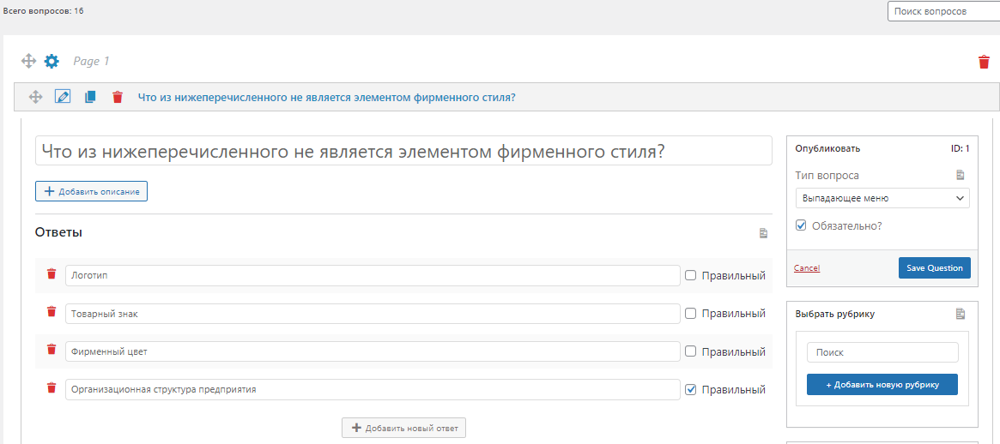 Всего вопросов: 16
Поиск вопросов
Page 1
Что из нижеперечисленного не является элементом фирменного стиля?
Что из нижеперечисленного не является элементом фирменного стиля?
Добавить описание
Ответы
Логотип
Правильный
Товарный знак
Правильный
Фирменный цвет
Правильный
Организационная структура предприятия
Правильный
Добавить новый ответ
Опубликовать ID: 1
Тип вопроса
Выпадающее меню
Обязательно?
Cancel Save Question
Выбрать рубрику
Поиск
+ Добавить новую рубрику